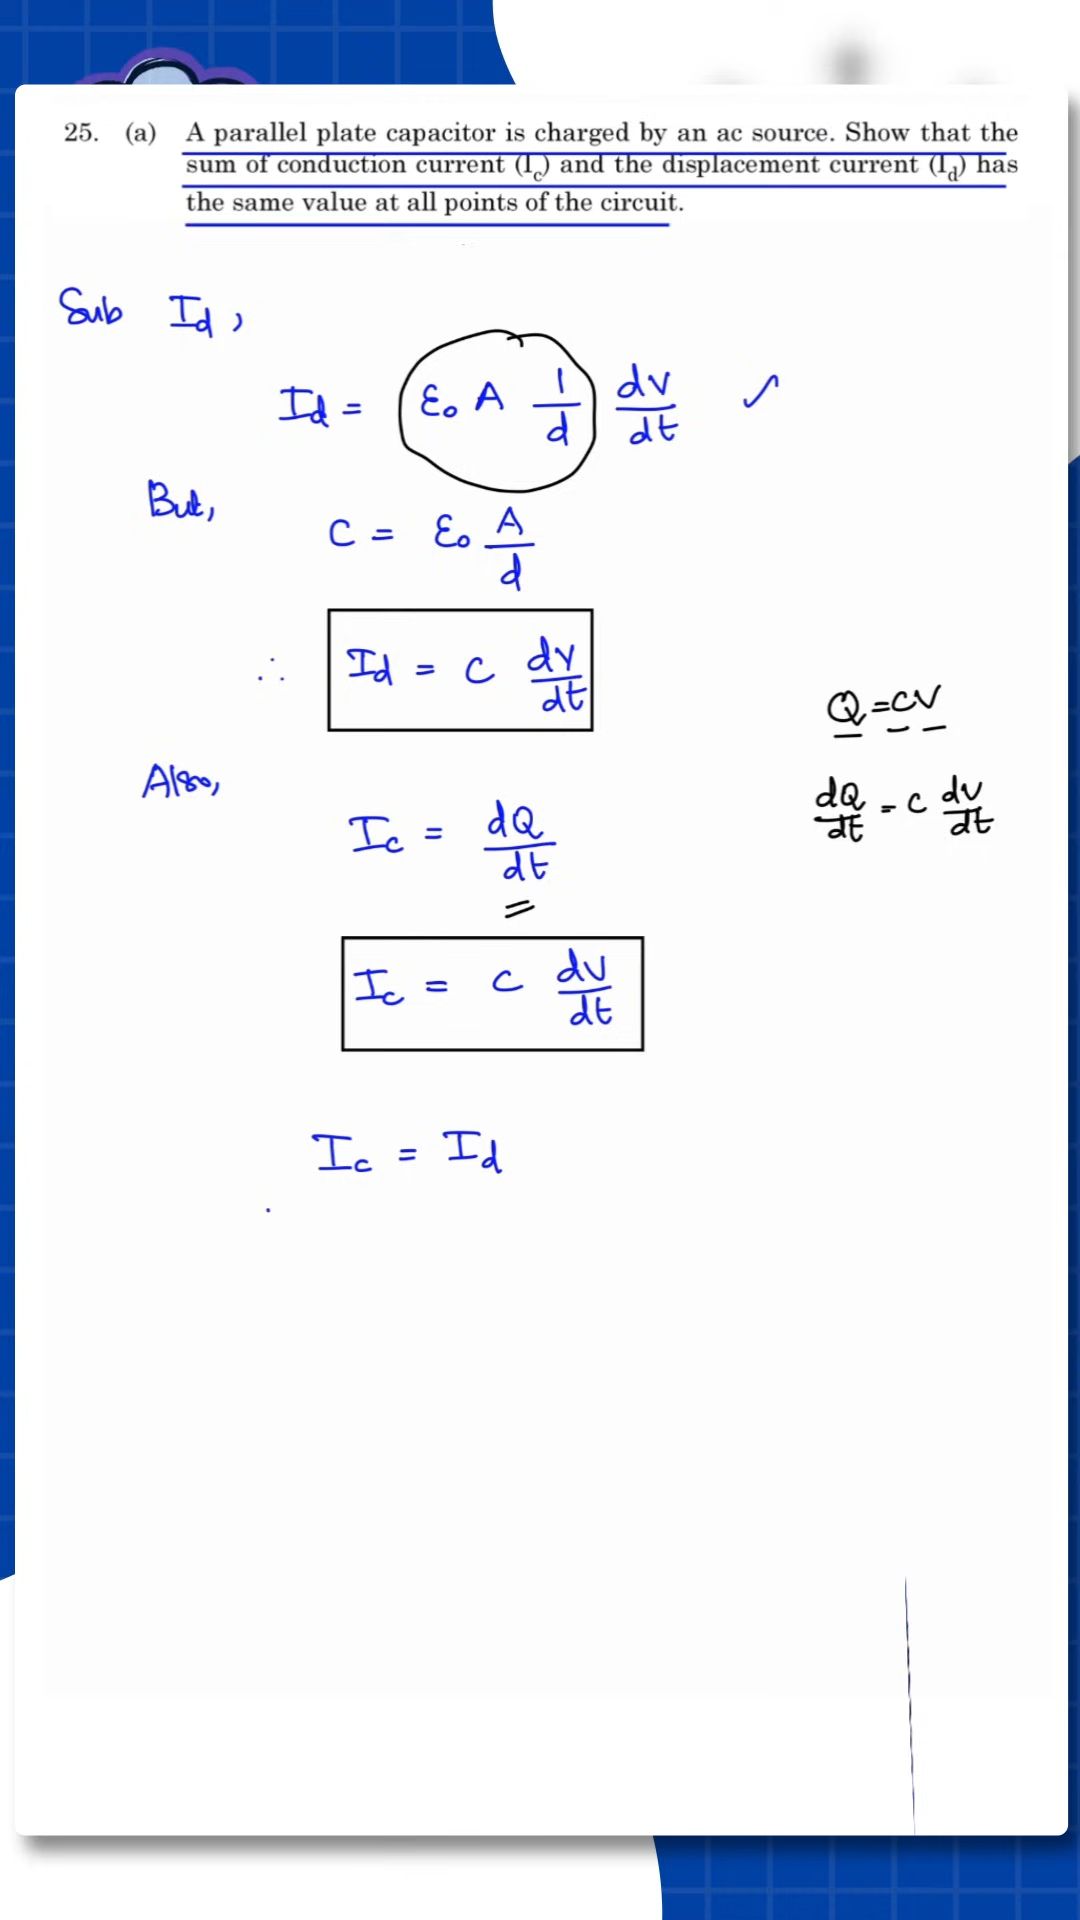 25. (a) A parallel plate capacitor is charged by an ac source. Show that the
sum of conduction current (I_c) and the displacement current (I_d) has
the same value at all points of the circuit.
Sub I_d,
I_d = ε₀ A 1/d dv/dt ✓
But,
C = ε₀ A/d
∴ I_d = C dv/dt
Q = CV
Also,
dQ/dt = C dv/dt
I_c = dQ/dt
=
I_c = C dv/dt
I_c = I_d